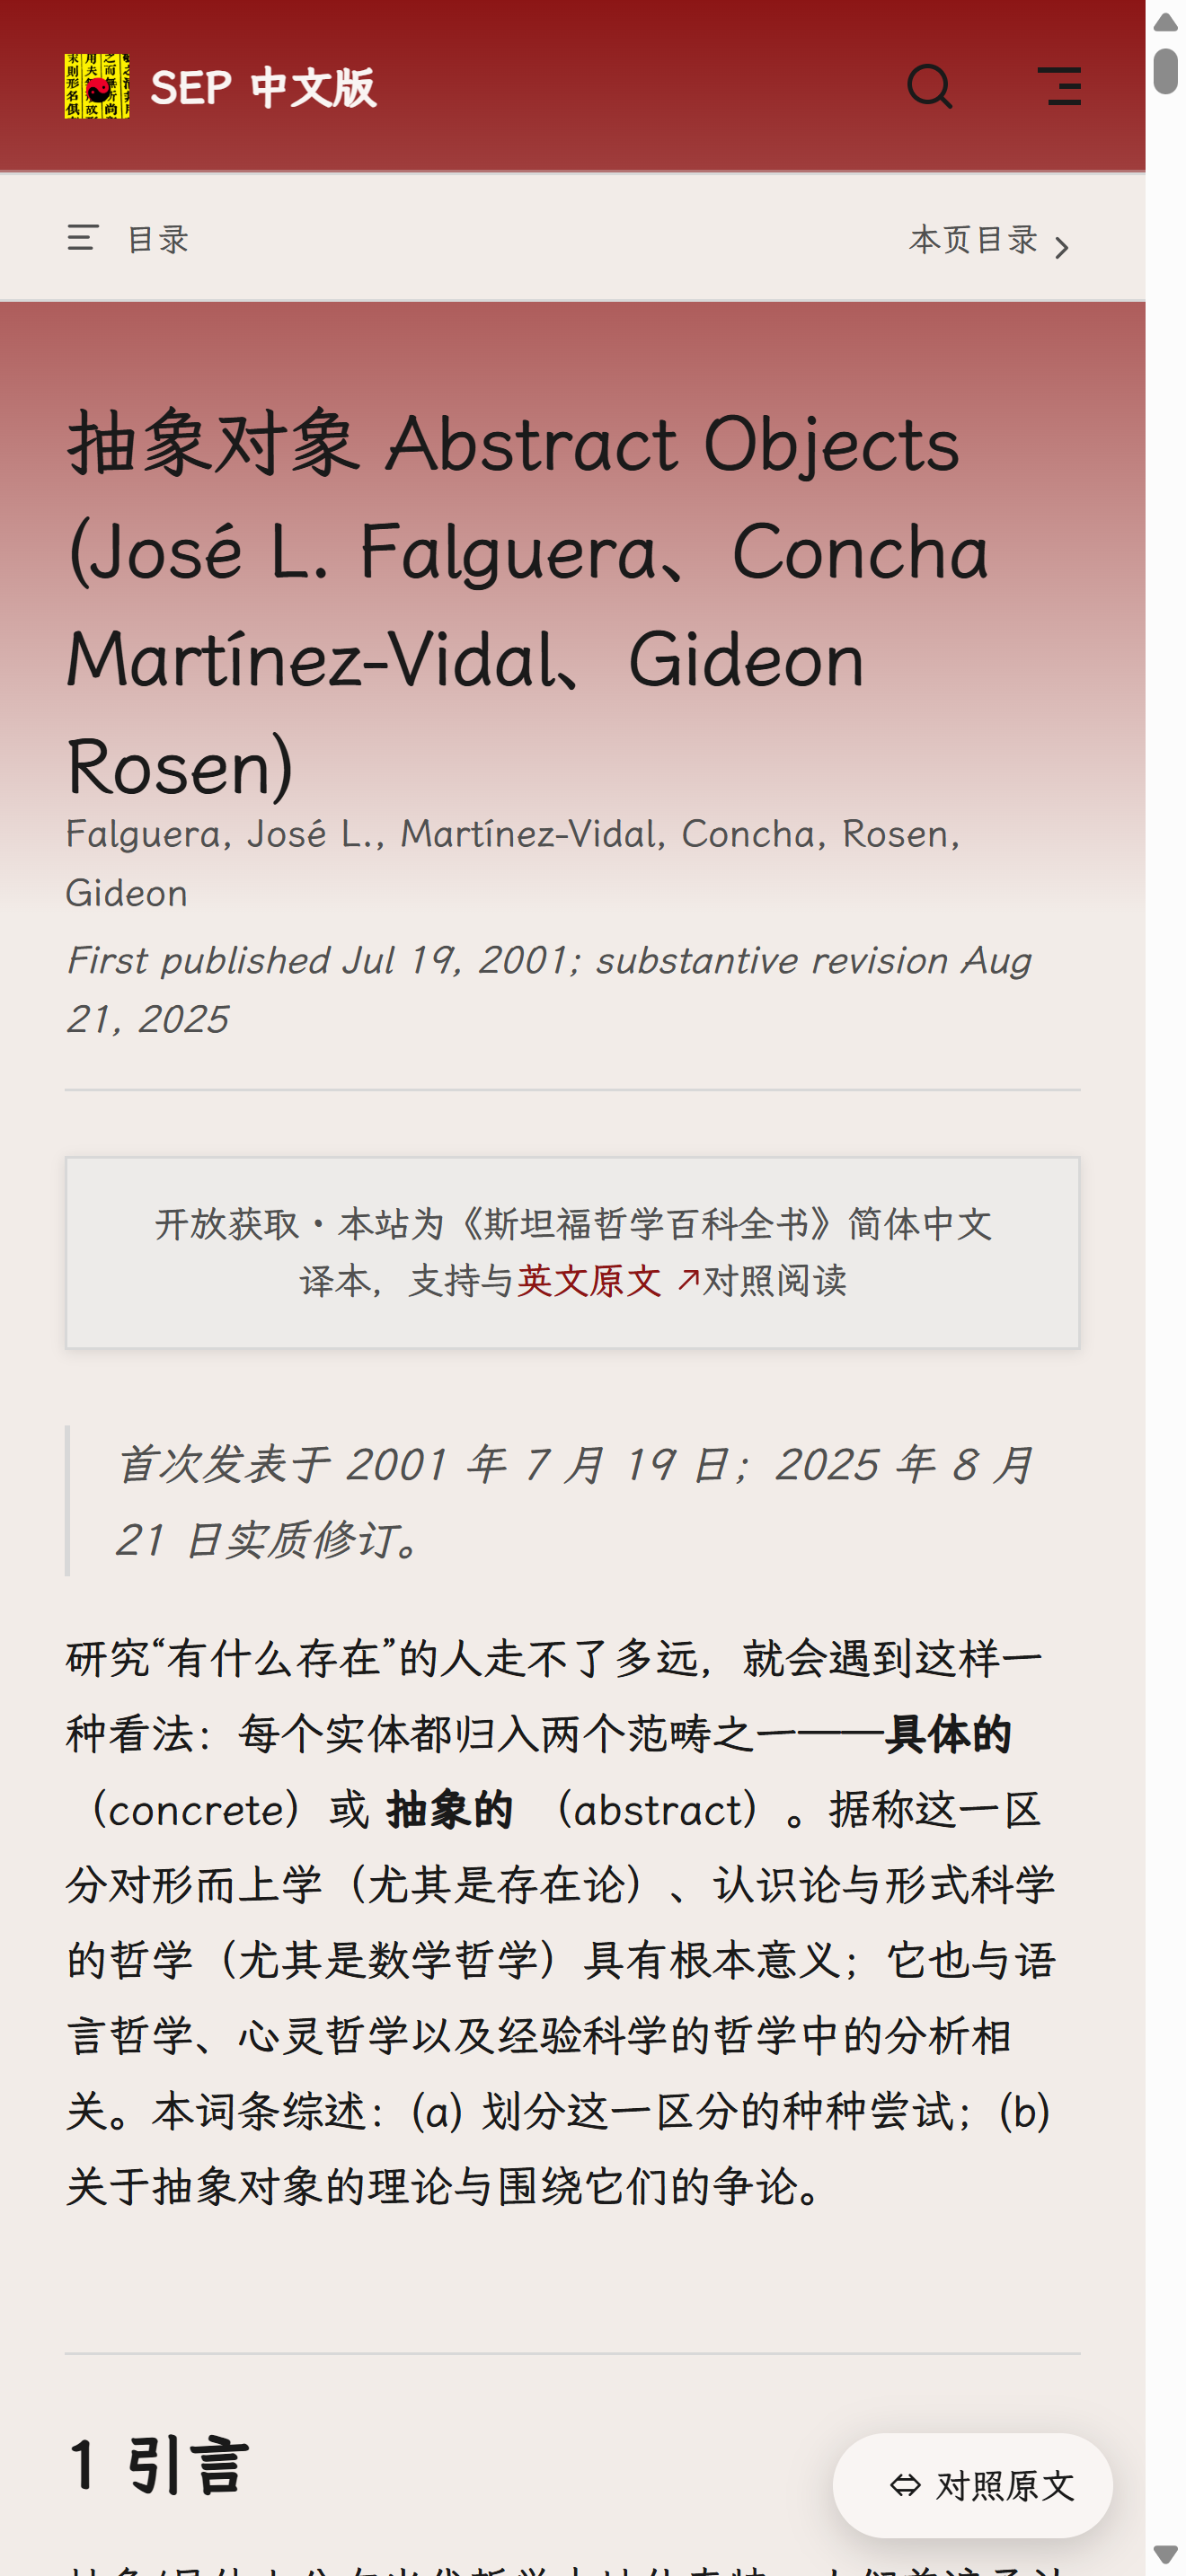 SEP 中文版
目录
本页目录
抽象对象 Abstract Objects
(José L. Falguera、Concha
Martínez-Vidal、Gideon
Rosen)
Falguera, José L., Martínez-Vidal, Concha, Rosen,
Gideon
First published Jul 19, 2001; substantive revision Aug
21, 2025
开放获取・本站为《斯坦福哲学百科全书》简体中文
译本，支持与英文原文 ↗对照阅读
首次发表于 2001 年 7 月 19 日；2025 年 8 月
21 日实质修订。
研究“有什么存在”的人走不了多远，就会遇到这样一
种看法：每个实体都归入两个范畴之一——具体的
（concrete）或 抽象的 （abstract）。据称这一区
分对形而上学（尤其是存在论）、认识论与形式科学
的哲学（尤其是数学哲学）具有根本意义；它也与语
言哲学、心灵哲学以及经验科学的哲学中的分析相
关。本词条综述：(a) 划分这一区分的种种尝试；(b)
关于抽象对象的理论与围绕它们的争论。
1 引言
对照原文